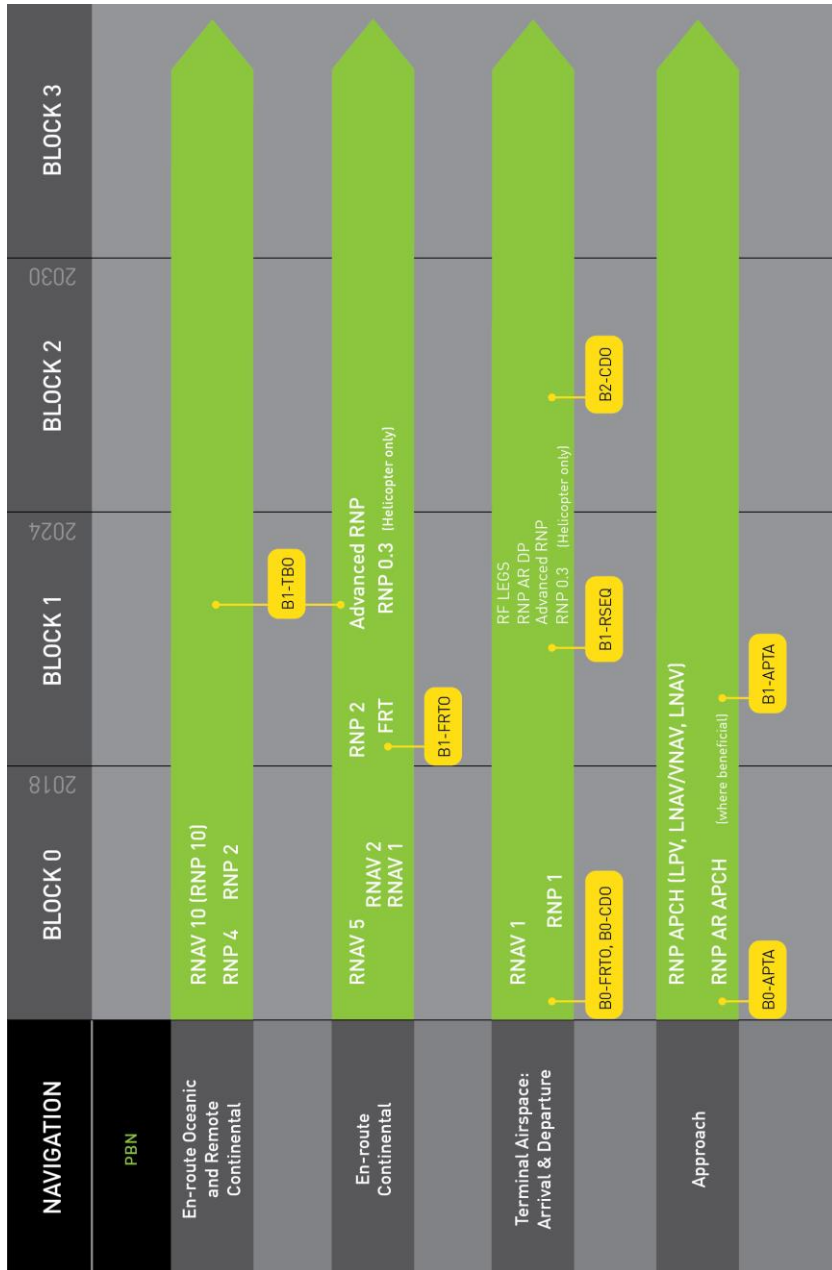 NAVIGATION
BLOCK 0
2018
BLOCK 1
2024
BLOCK 2
2030
BLOCK 3
PBN
En-route Oceanic
and Remote
Continental
RNAV 10 (RNP 10)
RNP 4 RNP 2
B1-TBO
En-route
Continental
RNAV 5
RNAV 2
RNAV 1
RNP 2
FRT
B1-FRTO
Advanced RNP
RNP 0.3 (Helicopter only)
Terminal Airspace:
Arrival & Departure
RNAV 1
RNP 1
B0-FRTO, B0-CDO
RF LEGS
RNP AR DP
Advanced RNP
RNP 0.3 (Helicopter only)
B1-RSEQ
B2-CDO
Approach
RNP APCH (LPV, LNAV/VNAV, LNAV)
RNP AR APCH (where beneficial)
B0-APTA
B1-APTA